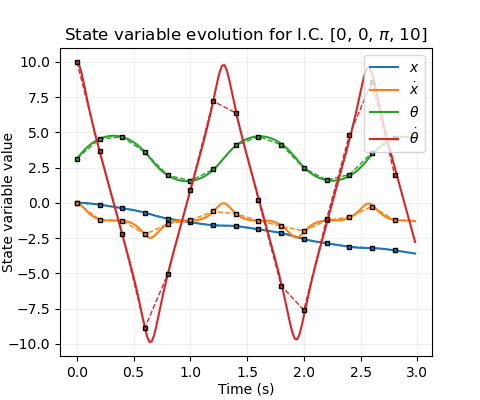 State variable evolution for I.C. [0, 0, π, 10]
10.0
7.5
5.0
2.5
0.0
−2.5
−5.0
−7.5
−10.0
State variable value
x
ẋ
θ
θ̇
0.0 0.5 1.0 1.5 2.0 2.5 3.0
Time (s)